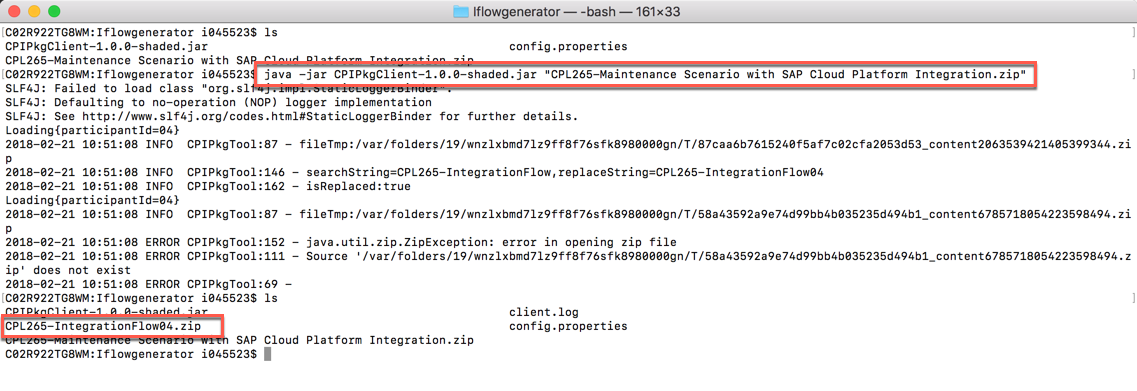 Iflowgenerator — -bash — 161×33
[C02R922TG8WM:Iflowgenerator i045523$ ls ]
CPIPkgClient-1.0.0-shaded.jar config.properties
CPL265-Maintenance Scenario with SAP Cloud Platform Integration.zip
[C02R922TG8WM:Iflowgenerator i045523$ java -jar CPIPkgClient-1.0.0-shaded.jar "CPL265-Maintenance Scenario with SAP Cloud Platform Integration.zip" ]
SLF4J: Failed to load class "org.slf4j.impl.StaticLoggerBinder".
SLF4J: Defaulting to no-operation (NOP) logger implementation
SLF4J: See http://www.slf4j.org/codes.html#StaticLoggerBinder for further details.
Loading{participantId=04}
2018-02-21 10:51:08 INFO  CPIPkgTool:87 - fileTmp:/var/folders/19/wnzlxbmd7lz9ff8f76sfk8980000gn/T/87caa6b7615240f5af7c02cfa2053d53_content2063539421405399344.zi
p
2018-02-21 10:51:08 INFO  CPIPkgTool:146 - searchString=CPL265-IntegrationFlow,replaceString=CPL265-IntegrationFlow04
2018-02-21 10:51:08 INFO  CPIPkgTool:162 - isReplaced:true
Loading{participantId=04}
2018-02-21 10:51:08 INFO  CPIPkgTool:87 - fileTmp:/var/folders/19/wnzlxbmd7lz9ff8f76sfk8980000gn/T/58a43592a9e74d99bb4b035235d494b1_content6785718054223598494.zi
p
2018-02-21 10:51:08 ERROR CPIPkgTool:152 - java.util.zip.ZipException: error in opening zip file
2018-02-21 10:51:08 ERROR CPIPkgTool:111 - Source '/var/folders/19/wnzlxbmd7lz9ff8f76sfk8980000gn/T/58a43592a9e74d99bb4b035235d494b1_content6785718054223598494.z
ip' does not exist
2018-02-21 10:51:08 ERROR CPIPkgTool:69 -
[C02R922TG8WM:Iflowgenerator i045523$ ls ]
CPIPkgClient-1.0.0-shaded.jar client.log
CPL265-IntegrationFlow04.zip config.properties
CPL265-Maintenance Scenario with SAP Cloud Platform Integration.zip
C02R922TG8WM:Iflowgenerator i045523$